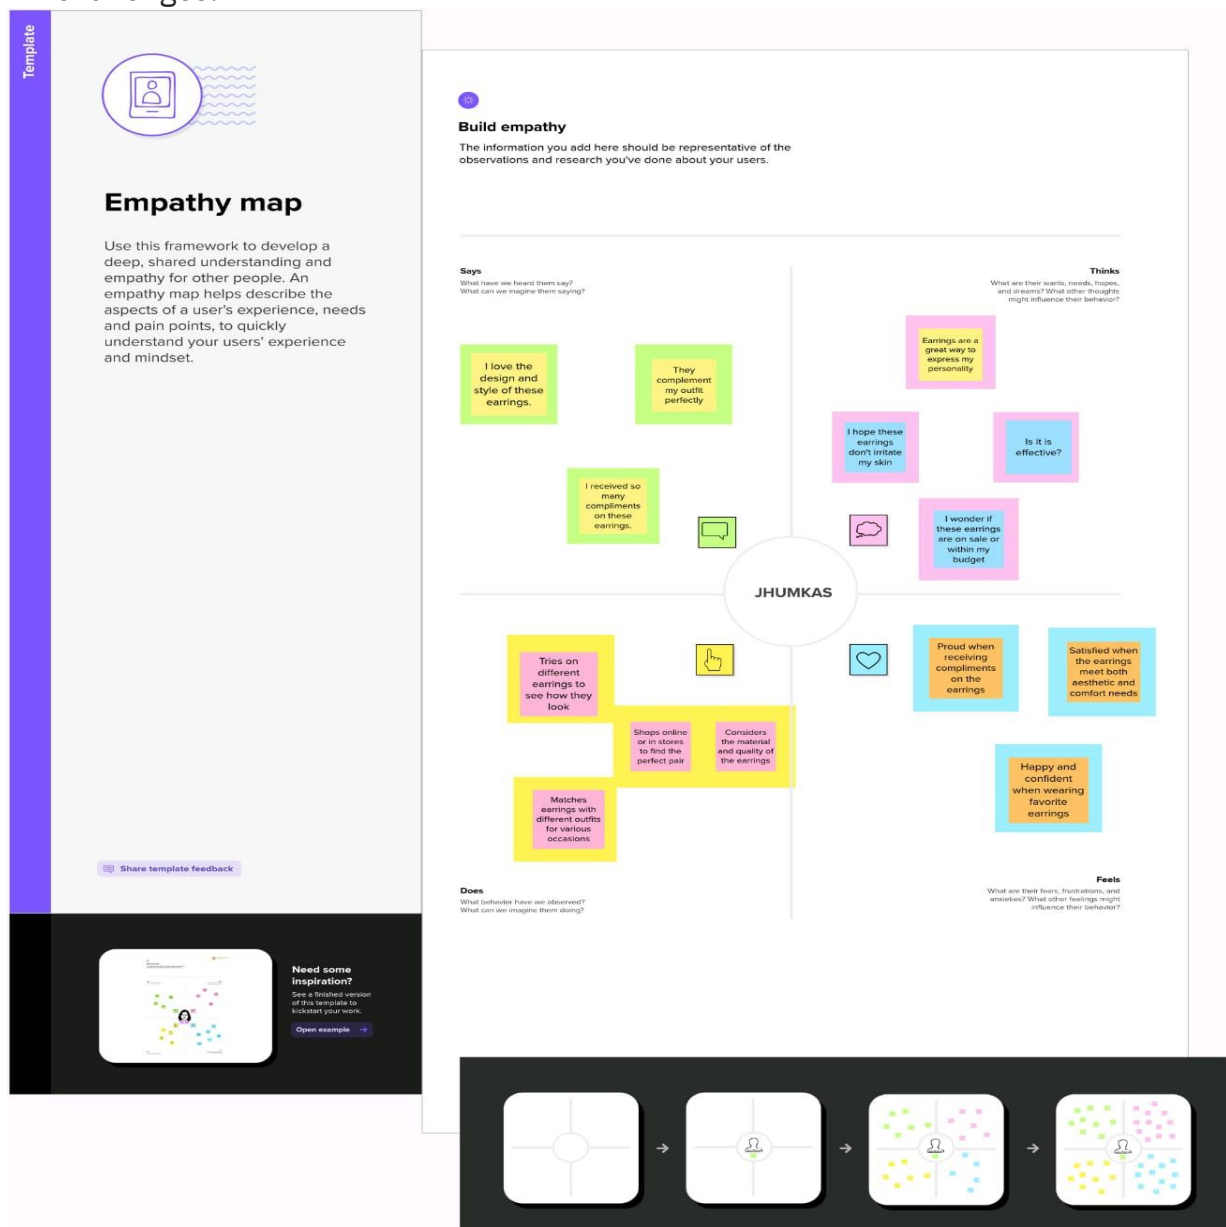 Template
Empathy map
Use this framework to develop a
deep, shared understanding and
empathy for other people. An
empathy map helps describe the
aspects of a user's experience, needs
and pain points, to quickly
understand your users' experience
and mindset.
Share template feedback
Need some
inspiration?
See a finished version
of this template to
kickstart your work.
Open example
Build empathy
The information you add here should be representative of the
observations and research you've done about your users.
Says
What have we heard them say?
What can we magine them saying?
I love the
design and
style of these
earrings.
They
complement
my outfit
perfectly
I received so
many
compliments
on these
earrings.
Thinks
What are their wants, needs, hopes,
and dreams? What other thoughts
might influence their behavior?
Earrings are a
great way to
express my
personality
I hope these
earrings
don't irritate
my skin
Is it is
effective?
I wonder if
these earrings
are on sale or
within my
budget
JHUMKAS
Tries on
different
earrings to
see how they
look
Shops online
or in stores
to find the
perfect pair
Considers
the material
and quality of
the earrings
Matches
earrings with
different outfits
for various
occasions
Does
What behavior have we observed?
What can we imagine them doing?
Proud when
receiving
compliments
on the
earrings
Satisfied when
the earrings
meet both
aesthetic and
comfort needs
Happy and
confident
when wearing
favorite
earrings
Feels
What are their fears, frustrations, and
anxieties? What other feelings might
influence their behavior?